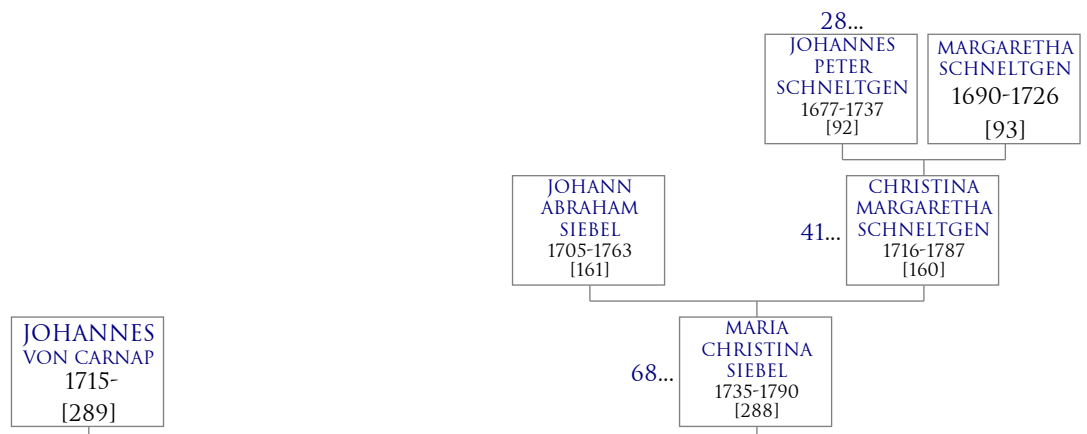 28...
JOHANNES
PETER
SCHNELTGEN
1677-1737
[92]
MARGARETHA
SCHNELTGEN
1690-1726
[93]
JOHANN
ABRAHAM
SIEBEL
1705-1763
[161]
41...
CHRISTINA
MARGARETHA
SCHNELTGEN
1716-1787
[160]
JOHANNES
VON CARNAP
1715-
[289]
68...
MARIA
CHRISTINA
SIEBEL
1735-1790
[288]